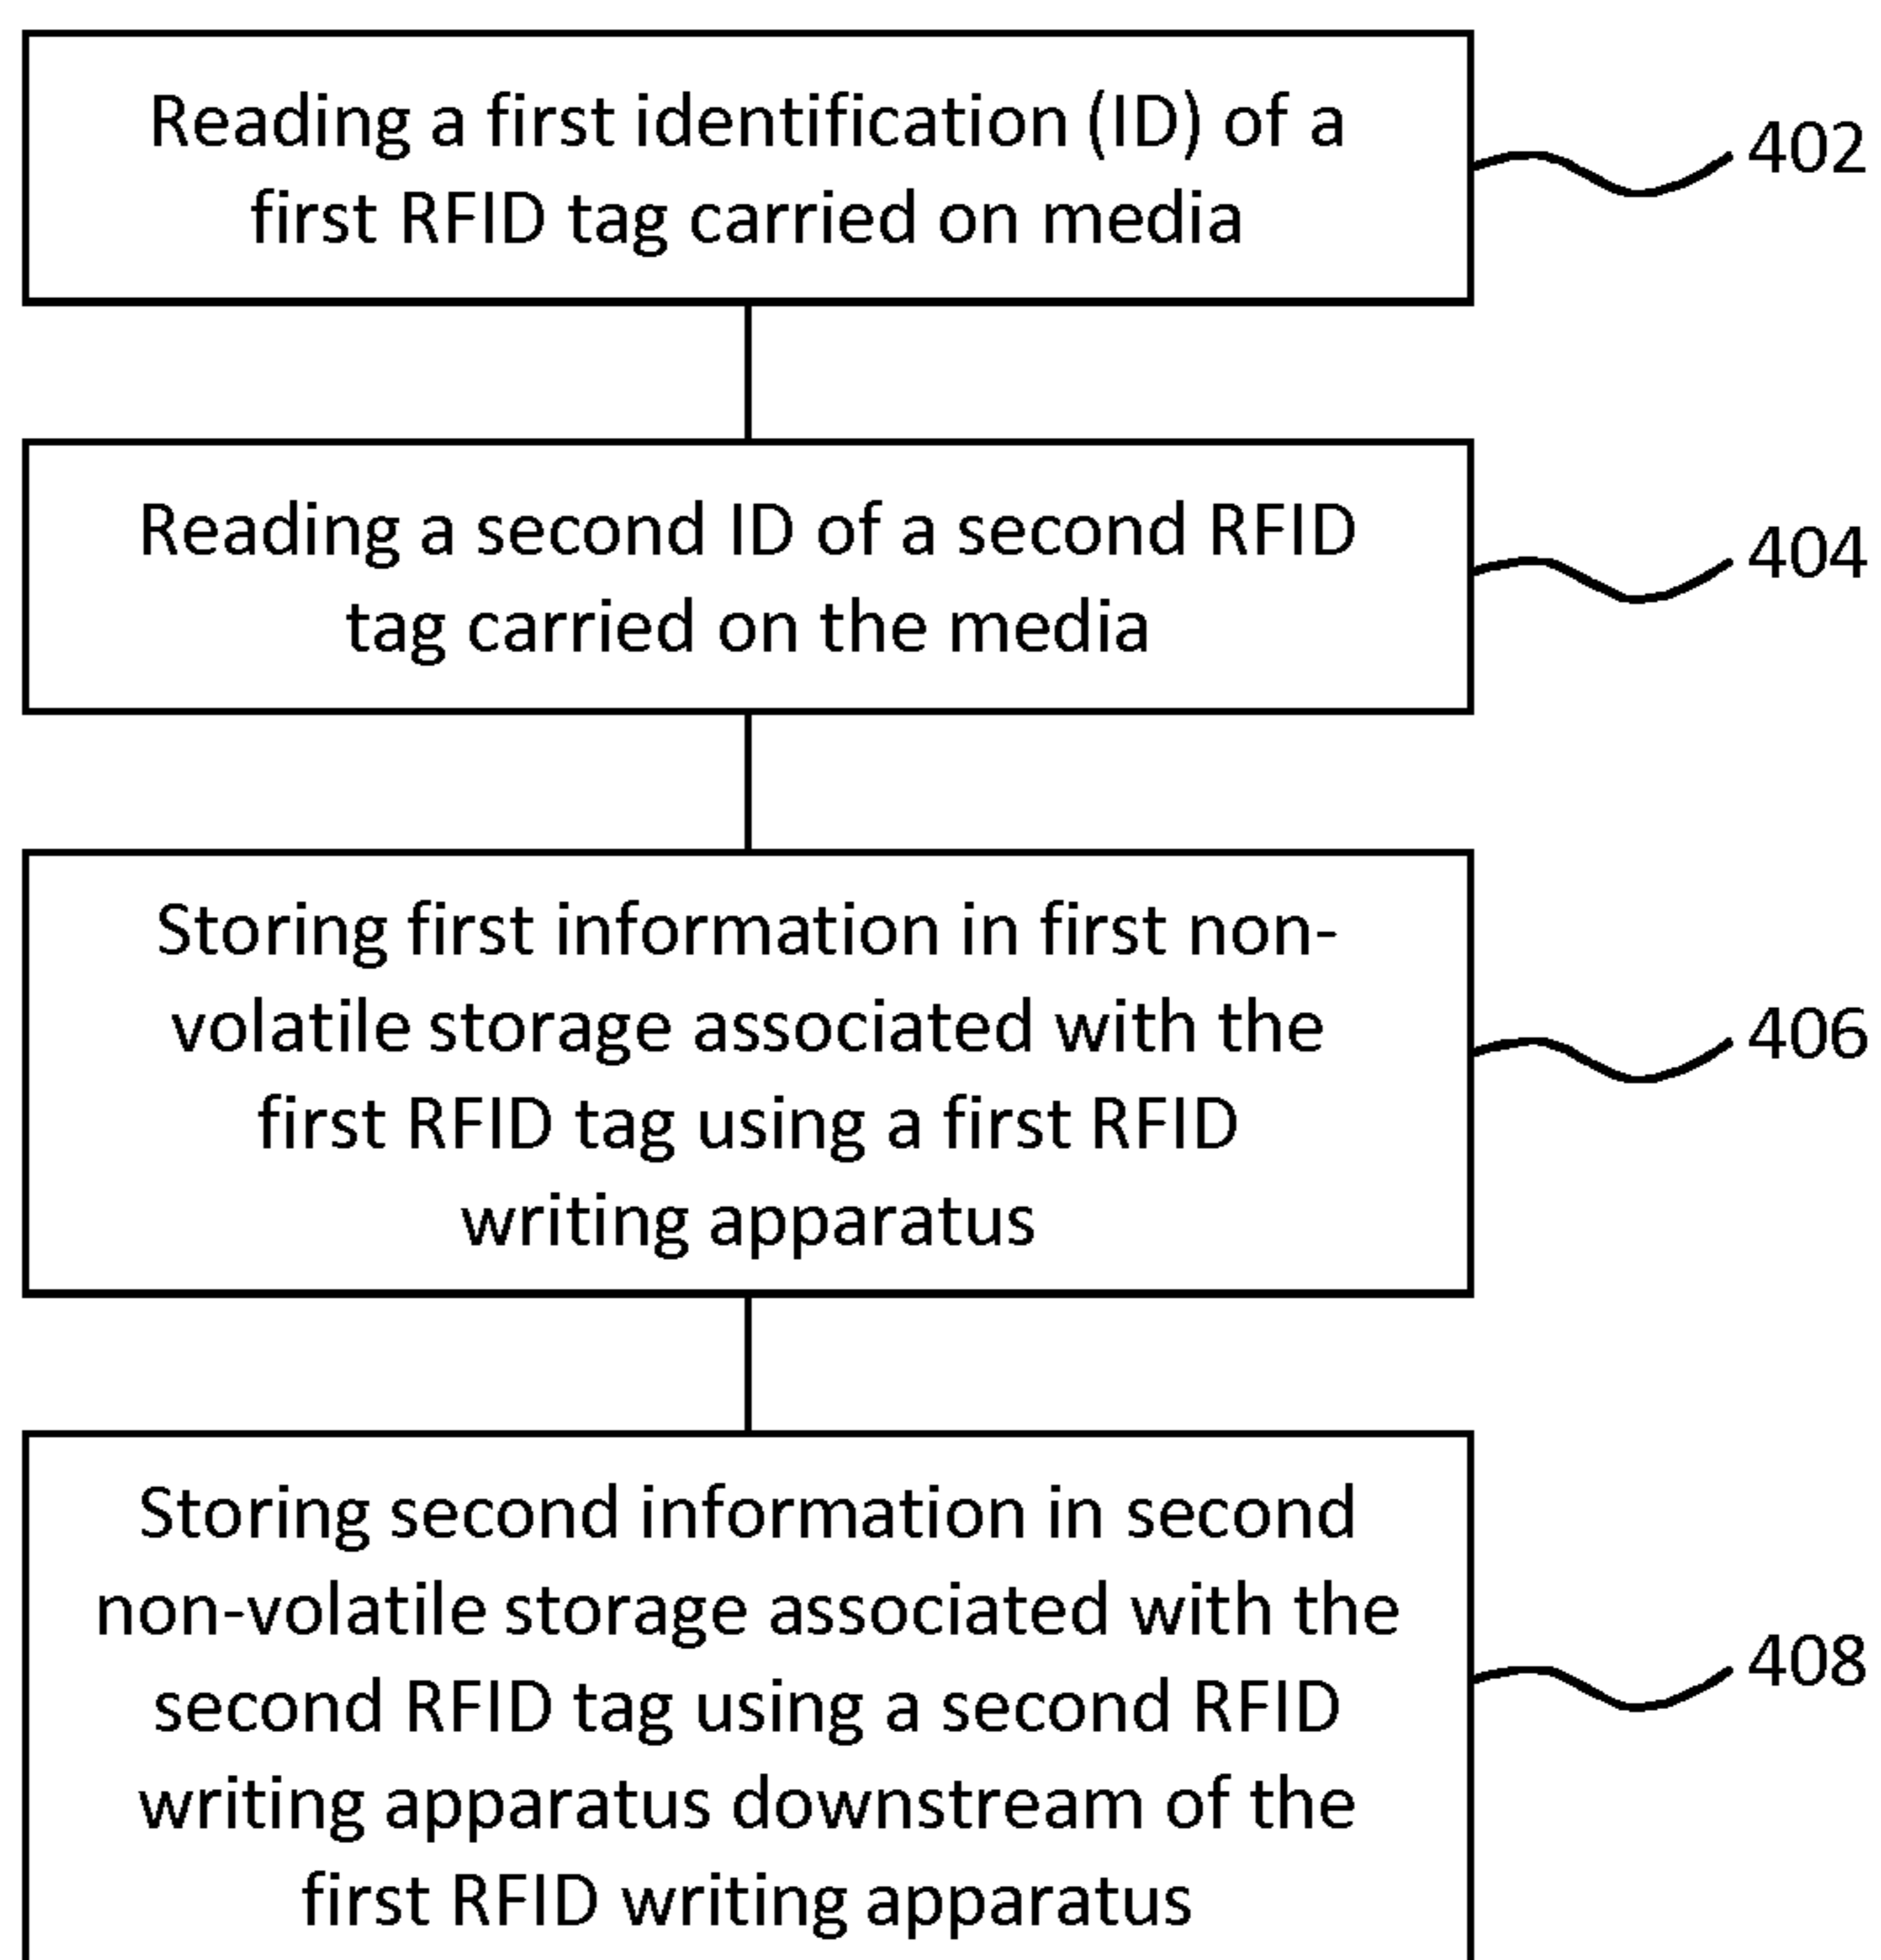 Reading a first identification (ID) of a
first RFID tag carried on media
402
Reading a second ID of a second RFID
tag carried on the media
404
Storing first information in first non-
volatile storage associated with the
first RFID tag using a first RFID
writing apparatus
406
Storing second information in second
non-volatile storage associated with the
second RFID tag using a second RFID
writing apparatus downstream of the
first RFID writing apparatus
408